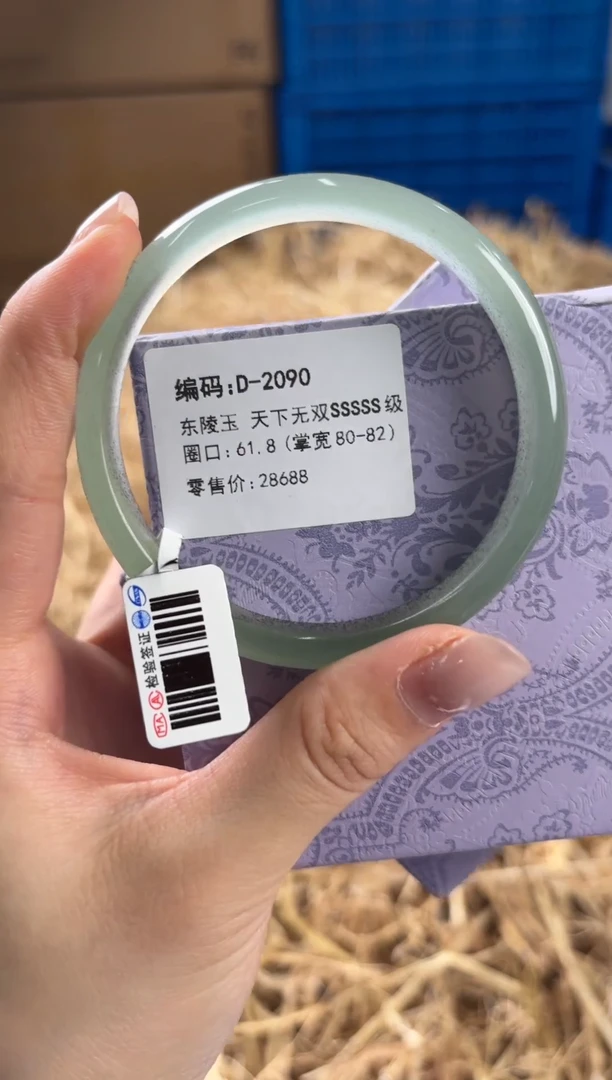 编码:D-2090
东陵玉 天下无双SSSSS级
圈口:61.8(掌宽80-82)
零售价:28688
MA 检验签证